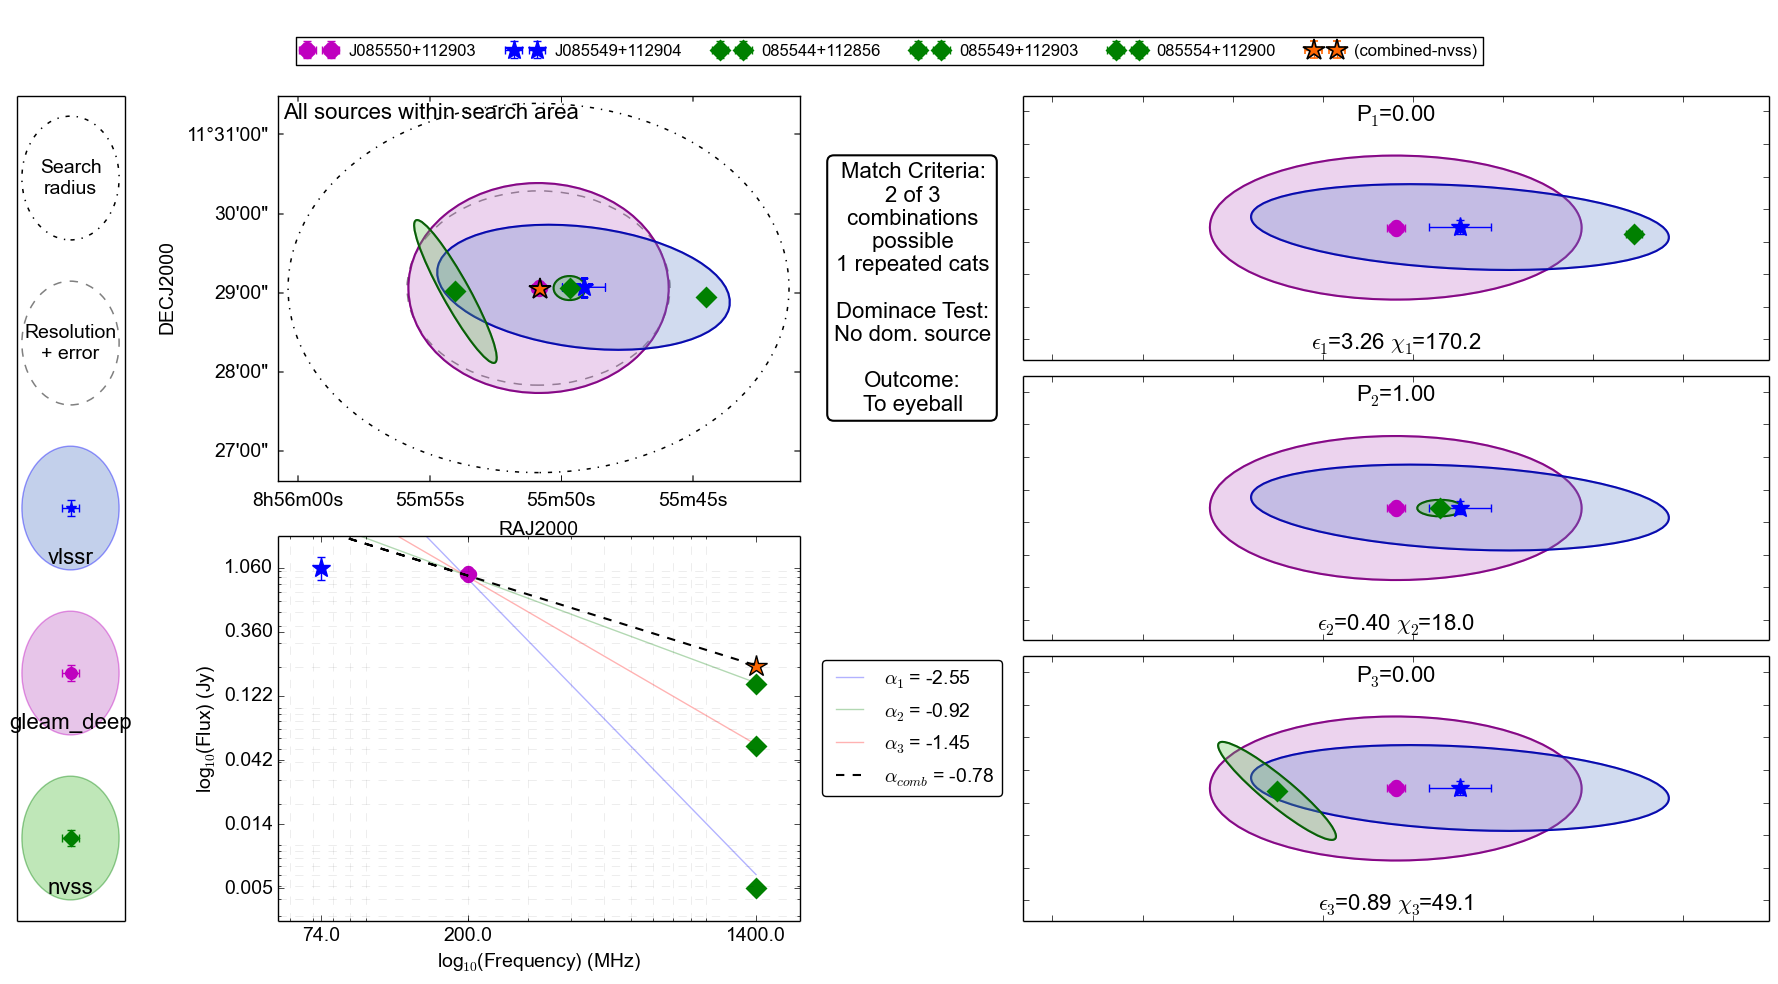 J085550+112903 J085549+112904 085544+112856 085549+112903 085554+112900 (combined-nvss)
Search
radius
Resolution
+ error
vlssr
gleam_deep
nvss
All sources within search area
DECJ2000
11°31'00"
30'00"
29'00"
28'00"
27'00"
8h56m00s 55m55s 55m50s 55m45s
RAJ2000
log₁₀(Flux) (Jy)
1.060
0.360
0.122
0.042
0.014
0.005
74.0 200.0 1400.0
log₁₀(Frequency) (MHz)
Match Criteria:
2 of 3
combinations
possible
1 repeated cats
Dominace Test:
No dom. source
Outcome:
To eyeball
α₁ = -2.55
α₂ = -0.92
α₃ = -1.45
α_comb = -0.78
P₁=0.00
ϵ₁=3.26 χ₁=170.2
P₂=1.00
ϵ₂=0.40 χ₂=18.0
P₃=0.00
ϵ₃=0.89 χ₃=49.1